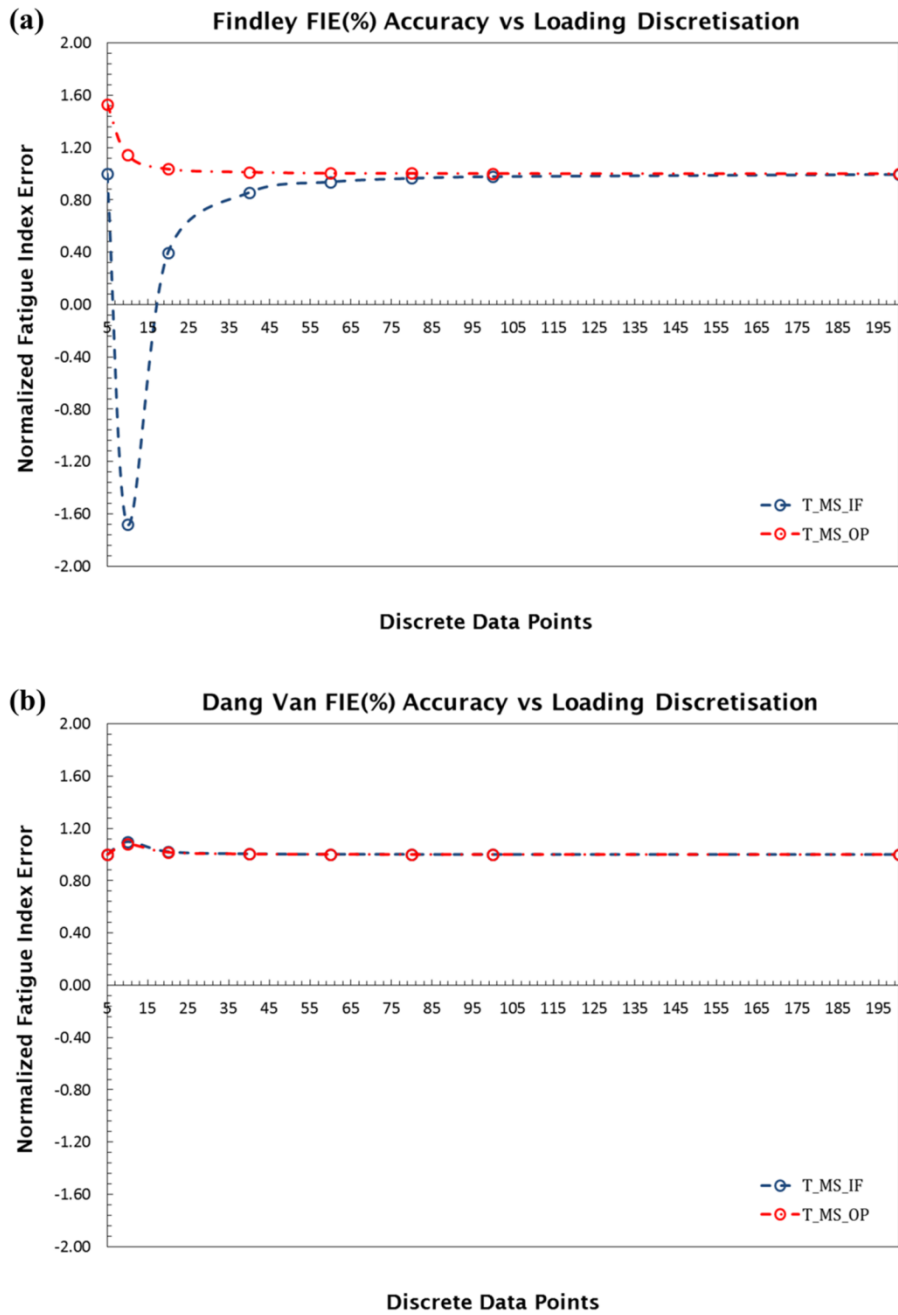 (a)
Findley FIE(%) Accuracy vs Loading Discretisation
2.00
1.60
1.20
0.80
0.40
0.00
-0.40
-0.80
-1.20
-1.60
-2.00
5 15 25 35 45 55 65 75 85 95 105 115 125 135 145 155 165 175 185 195
Normalized Fatigue Index Error
T_MS_IF
T_MS_OP
Discrete Data Points
(b)
Dang Van FIE(%) Accuracy vs Loading Discretisation
2.00
1.60
1.20
0.80
0.40
0.00
-0.40
-0.80
-1.20
-1.60
-2.00
5 15 25 35 45 55 65 75 85 95 105 115 125 135 145 155 165 175 185 195
Normalized Fatigue Index Error
T_MS_IF
T_MS_OP
Discrete Data Points